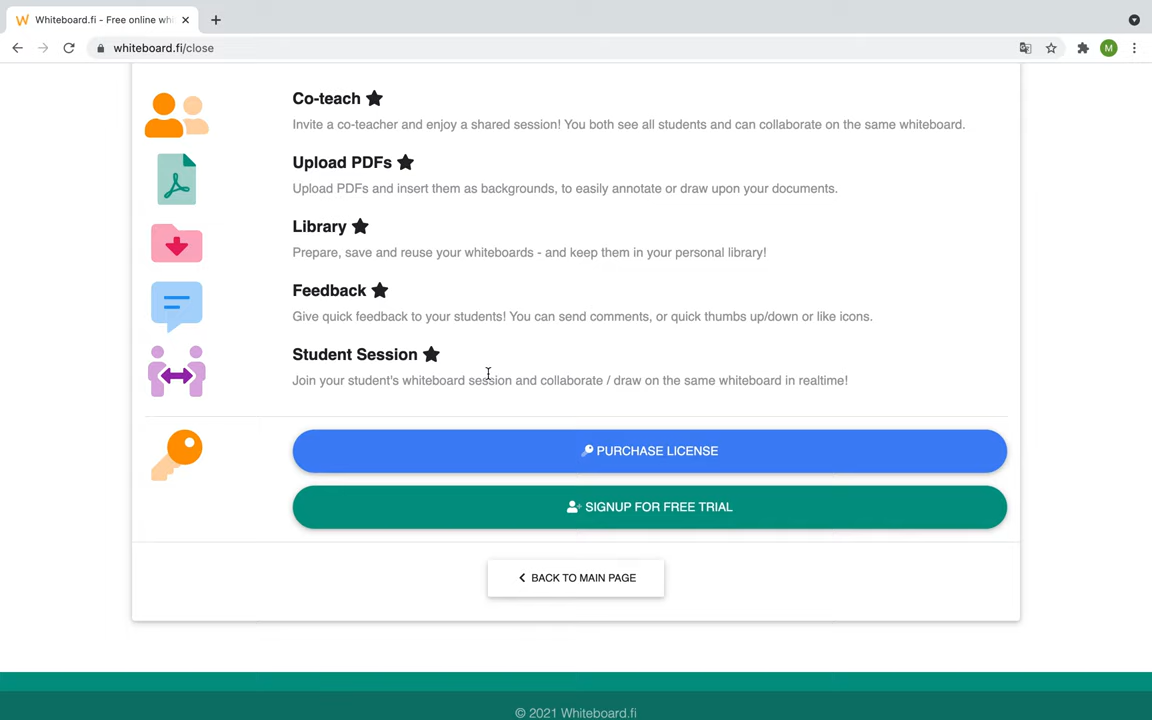 Whiteboard.fi - Free online whi
whiteboard.fi/close
M
Co-teach
Invite a co-teacher and enjoy a shared session! You both see all students and can collaborate on the same whiteboard.
Upload PDFs
Upload PDFs and insert them as backgrounds, to easily annotate or draw upon your documents.
Library
Prepare, save and reuse your whiteboards - and keep them in your personal library!
Feedback
Give quick feedback to your students! You can send comments, or quick thumbs up/down or like icons.
Student Session
Join your student's whiteboard session and collaborate / draw on the same whiteboard in realtime!
PURCHASE LICENSE
SIGNUP FOR FREE TRIAL
BACK TO MAIN PAGE
© 2021 Whiteboard.fi